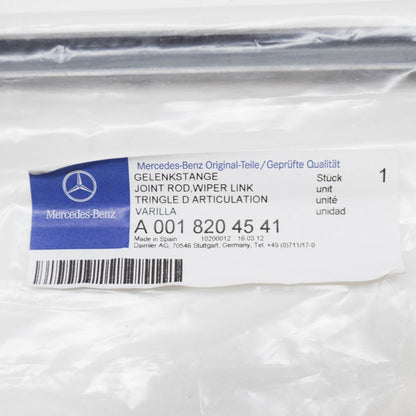 Mercedes-Benz Original-Teile/Geprüfte Qualität
GELENKSTANGE Stück 1
JOINT ROD,WIPER LINK unit
TRINGLE D ARTICULATION unité
VARILLA unidad
Mercedes-Benz
A 001 820 45 41
Made in Spain 10200012 16.03.12
Daimler AG, 70546 Stuttgart, Germany, Tel. +49 (0)711/17-0